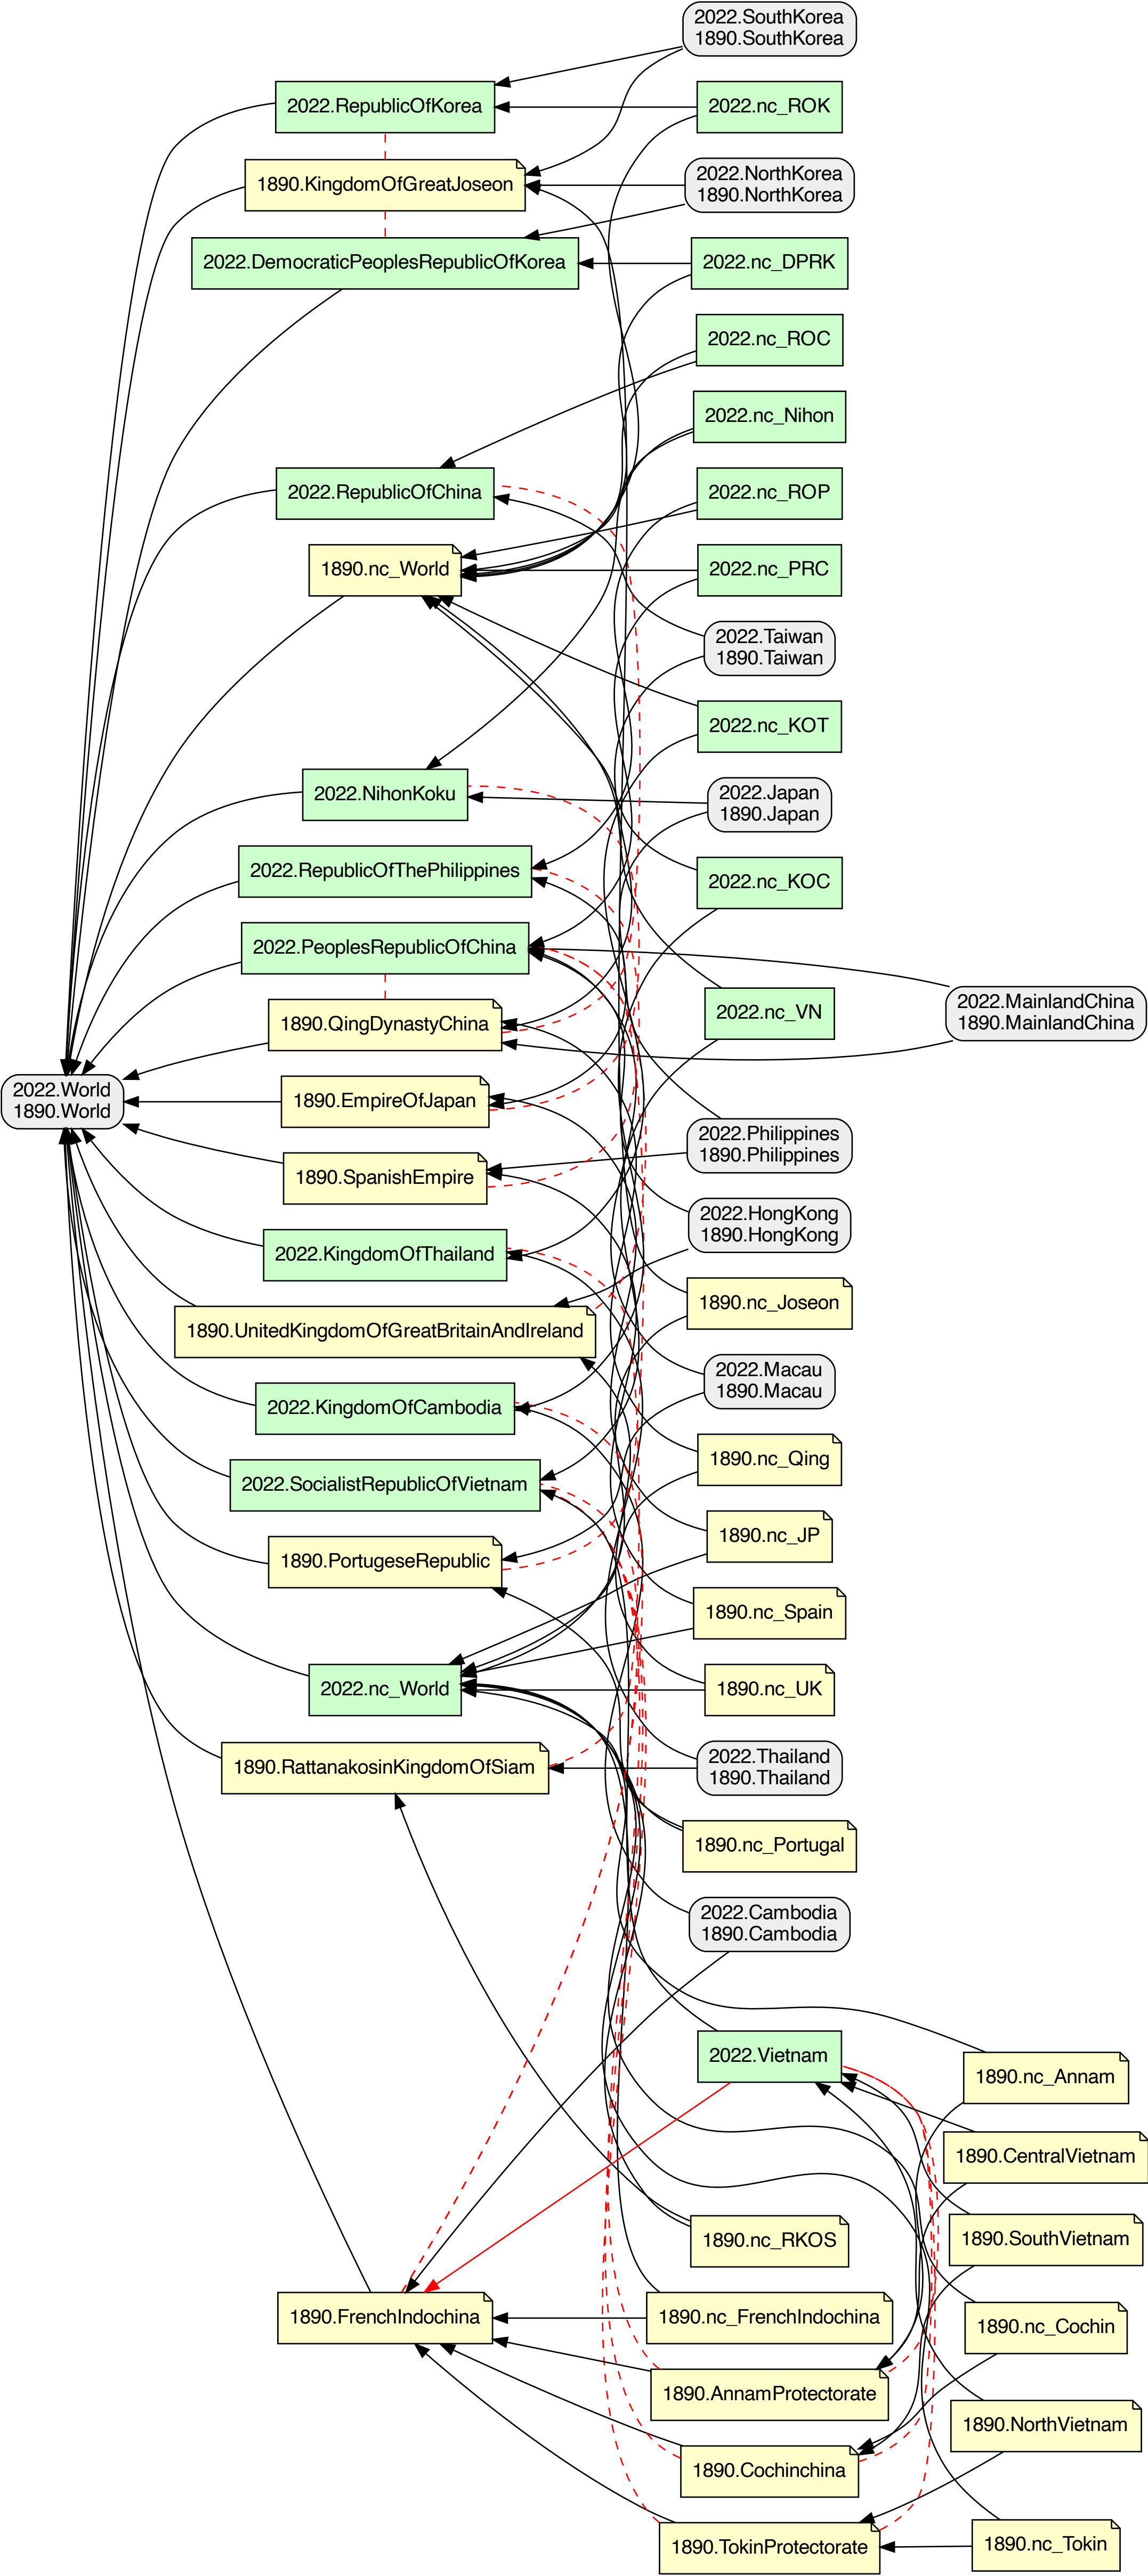 2022.SouthKorea
1890.SouthKorea
2022.RepublicOfKorea
2022.nc_ROK
2022.NorthKorea
1890.NorthKorea
1890.KingdomOfGreatJoseon
2022.DemocraticPeoplesRepublicOfKorea
2022.nc_DPRK
2022.nc_ROC
2022.nc_Nihon
2022.RepublicOfChina
2022.nc_ROP
1890.nc_World
2022.nc_PRC
2022.Taiwan
1890.Taiwan
2022.nc_KOT
2022.NihonKoku
2022.Japan
1890.Japan
2022.RepublicOfThePhilippines
2022.nc_KOC
2022.PeoplesRepublicOfChina
2022.nc_VN
2022.MainlandChina
1890.MainlandChina
1890.QingDynastyChina
2022.World
1890.World
1890.EmpireOfJapan
2022.Philippines
1890.Philippines
1890.SpanishEmpire
2022.HongKong
1890.HongKong
2022.KingdomOfThailand
1890.nc_Joseon
1890.UnitedKingdomOfGreatBritainAndIreland
2022.Macau
1890.Macau
2022.KingdomOfCambodia
1890.nc_Qing
2022.SocialistRepublicOfVietnam
1890.nc_JP
1890.PortugeseRepublic
1890.nc_Spain
2022.nc_World
1890.nc_UK
1890.RattanakosinKingdomOfSiam
2022.Thailand
1890.Thailand
1890.nc_Portugal
2022.Cambodia
1890.Cambodia
2022.Vietnam
1890.nc_Annam
1890.CentralVietnam
1890.nc_RKOS
1890.SouthVietnam
1890.FrenchIndochina
1890.nc_FrenchIndochina
1890.nc_Cochin
1890.AnnamProtectorate
1890.NorthVietnam
1890.Cochinchina
1890.TokinProtectorate
1890.nc_Tokin